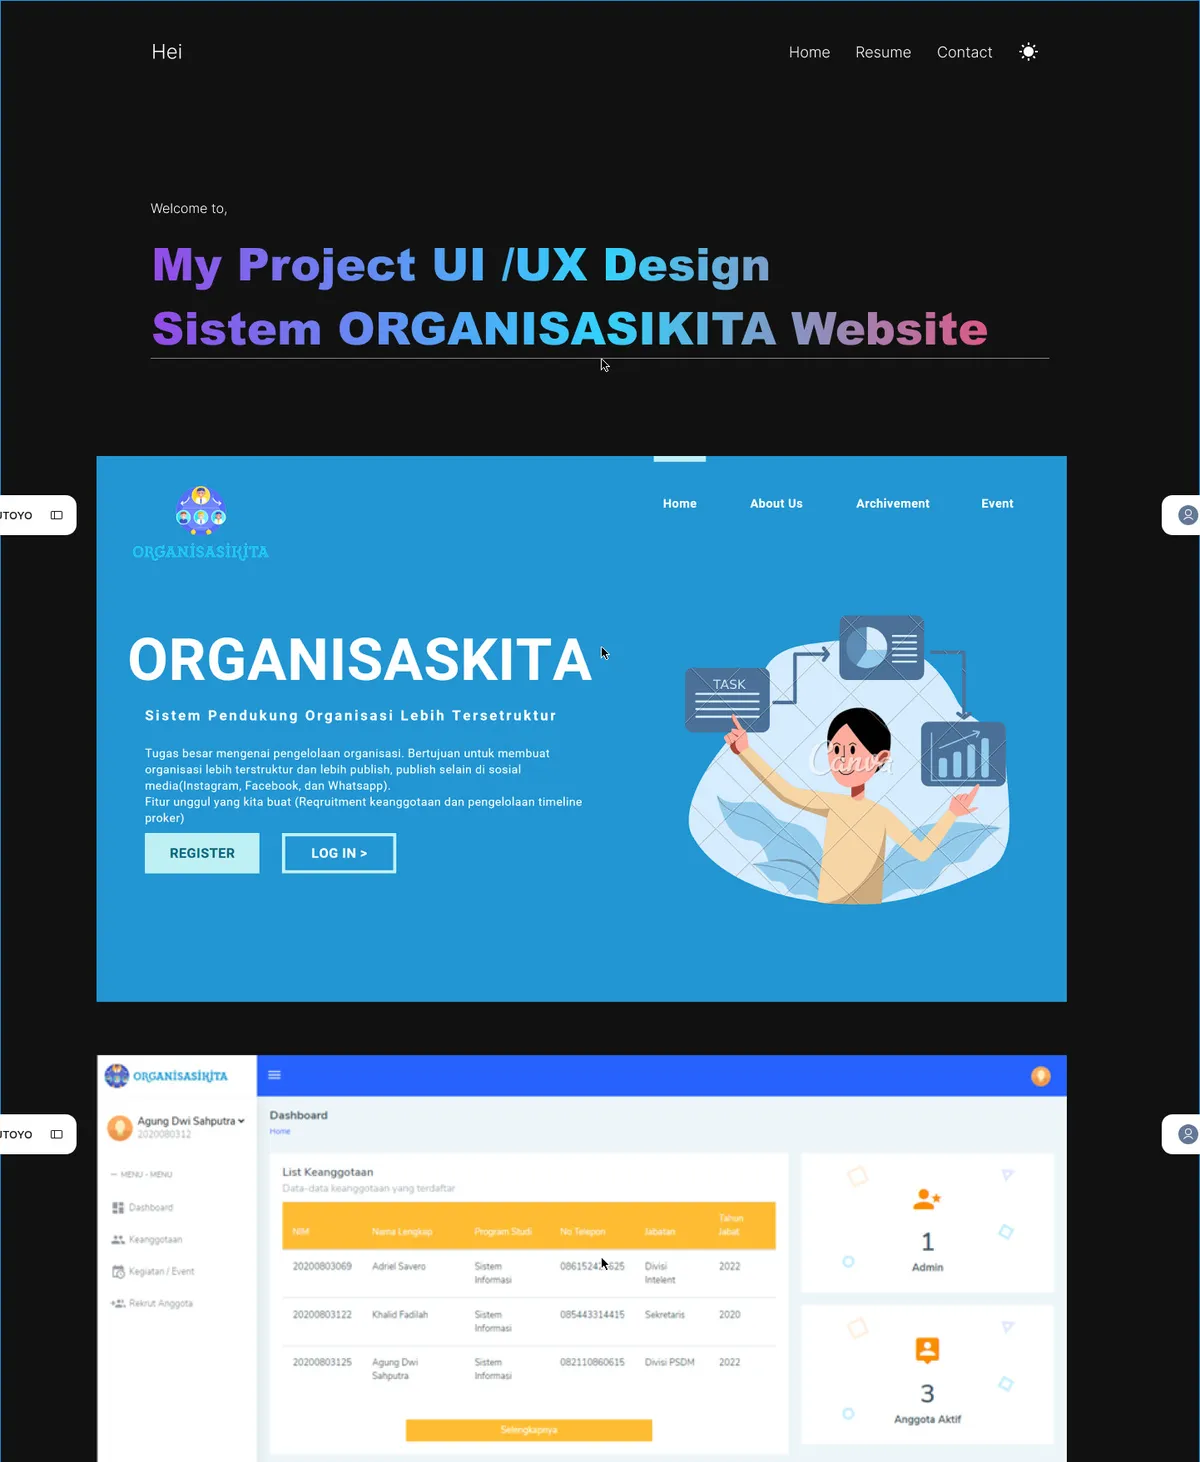 Hei
Home Resume Contact
Welcome to,
My Project UI /UX Design
Sistem ORGANISASIKITA Website
ORGANISASIKITA
Home About Us Archivement Event
UTOYO
ORGANISASKITA
Sistem Pendukung Organisasi Lebih Tersetruktur
Tugas besar mengenai pengelolaan organisasi. Bertujuan untuk membuat
organisasi lebih terstruktur dan lebih publish, publish selain di sosial
media(Instagram, Facebook, dan Whatsapp).
Fitur unggul yang kita buat (Reqruitment keanggotaan dan pengelolaan timeline
proker)
REGISTER LOG IN >
TASK
Canva
ORGANISASIKITA
Agung Dwi Sahputra
2020080312
Dashboard
Home
UTOYO
MENU - MENU
Dashboard
Keanggotaan
Kegiatan / Event
Rekrut Anggota
List Keanggotaan
Data-data keanggotaan yang terdaftar
NIM Nama Lengkap Program Studi No Telepon Jabatan Tahun
Jabat
20200803069 Adriel Savero Sistem Divisi 2022
Informasi Intelent
20200803122 Khalid Fadilah Sistem 085443314415 Sekretaris 2020
Informasi
20200803125 Agung Dwi Sistem 082110860615 Divisi PSDM 2022
Sahputra Informasi
Selengkapnya
1
Admin
3
Anggota Aktif